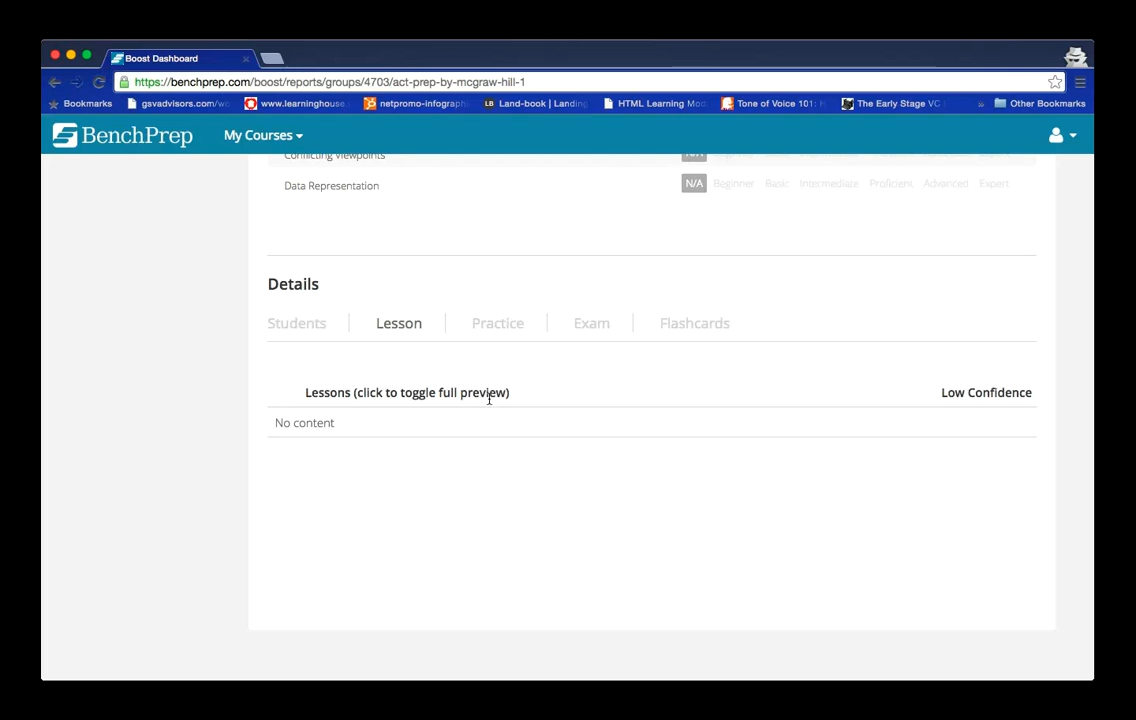 Boost Dashboard
https://benchprep.com/boost/reports/groups/4703/act-prep-by-mcgraw-hill-1
Bookmarks gsvadvisors.com/w www.learninghouse. netpromo-infograph LB Land-book | Landing HTML Learning Mod Tone of Voice 101: The Early Stage VC » Other Bookmarks
BenchPrep My Courses
Conflicting Viewpoints N/A
Data Representation N/A Beginner Basic Intermediate Proficient Advanced Expert
Details
Students Lesson Practice Exam Flashcards
Lessons (click to toggle full preview) Low Confidence
No content